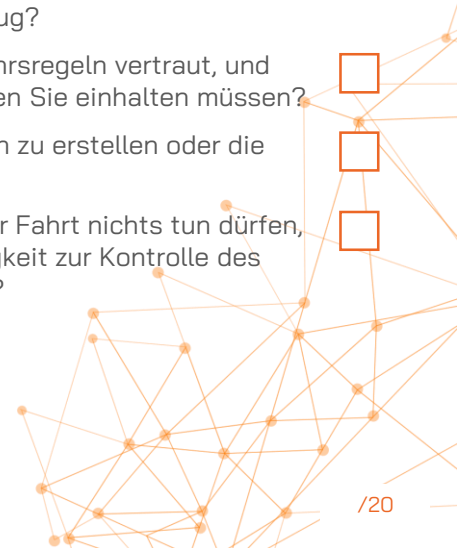 ug?
hrsregeln vertraut, und
en Sie einhalten müssen?
n zu erstellen oder die
r Fahrt nichts tun dürfen,
gkeit zur Kontrolle des
?
/20